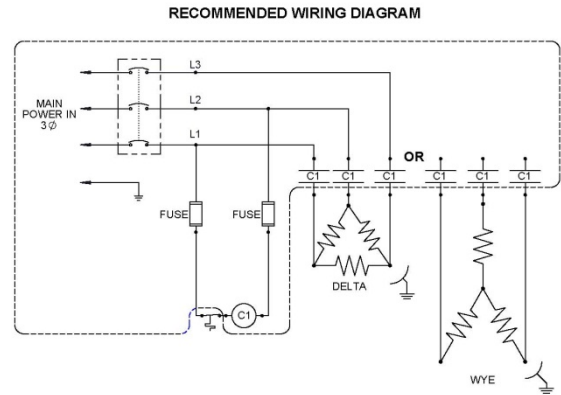 RECOMMENDED WIRING DIAGRAM
L3
MAIN
POWER IN
3Ø
L2
L1
OR
C1 C1 C1 C1 C1 C1
FUSE FUSE
DELTA
C1
WYE